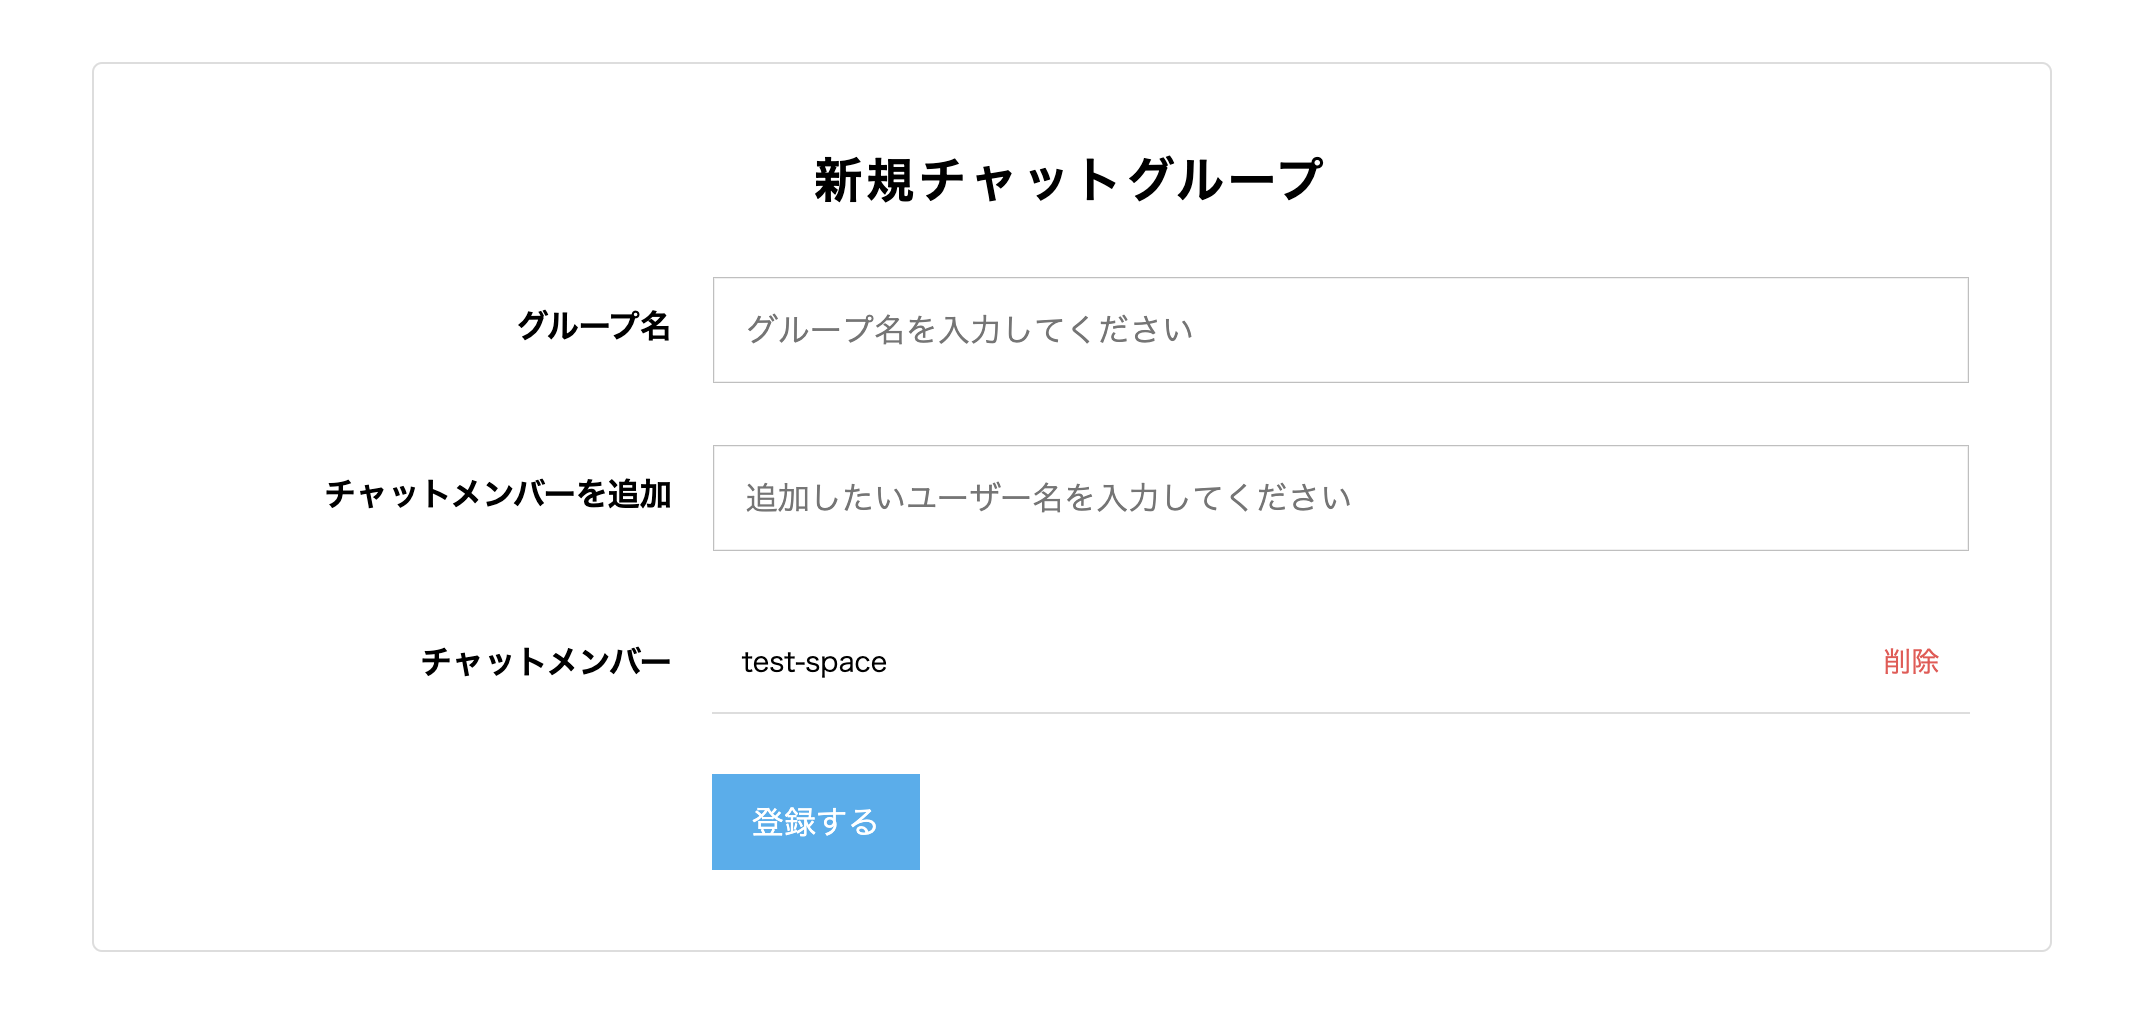 新規チャットグループ
グループ名
グループ名を入力してください
チャットメンバーを追加
追加したいユーザー名を入力してください
チャットメンバー
test-space
削除
登録する